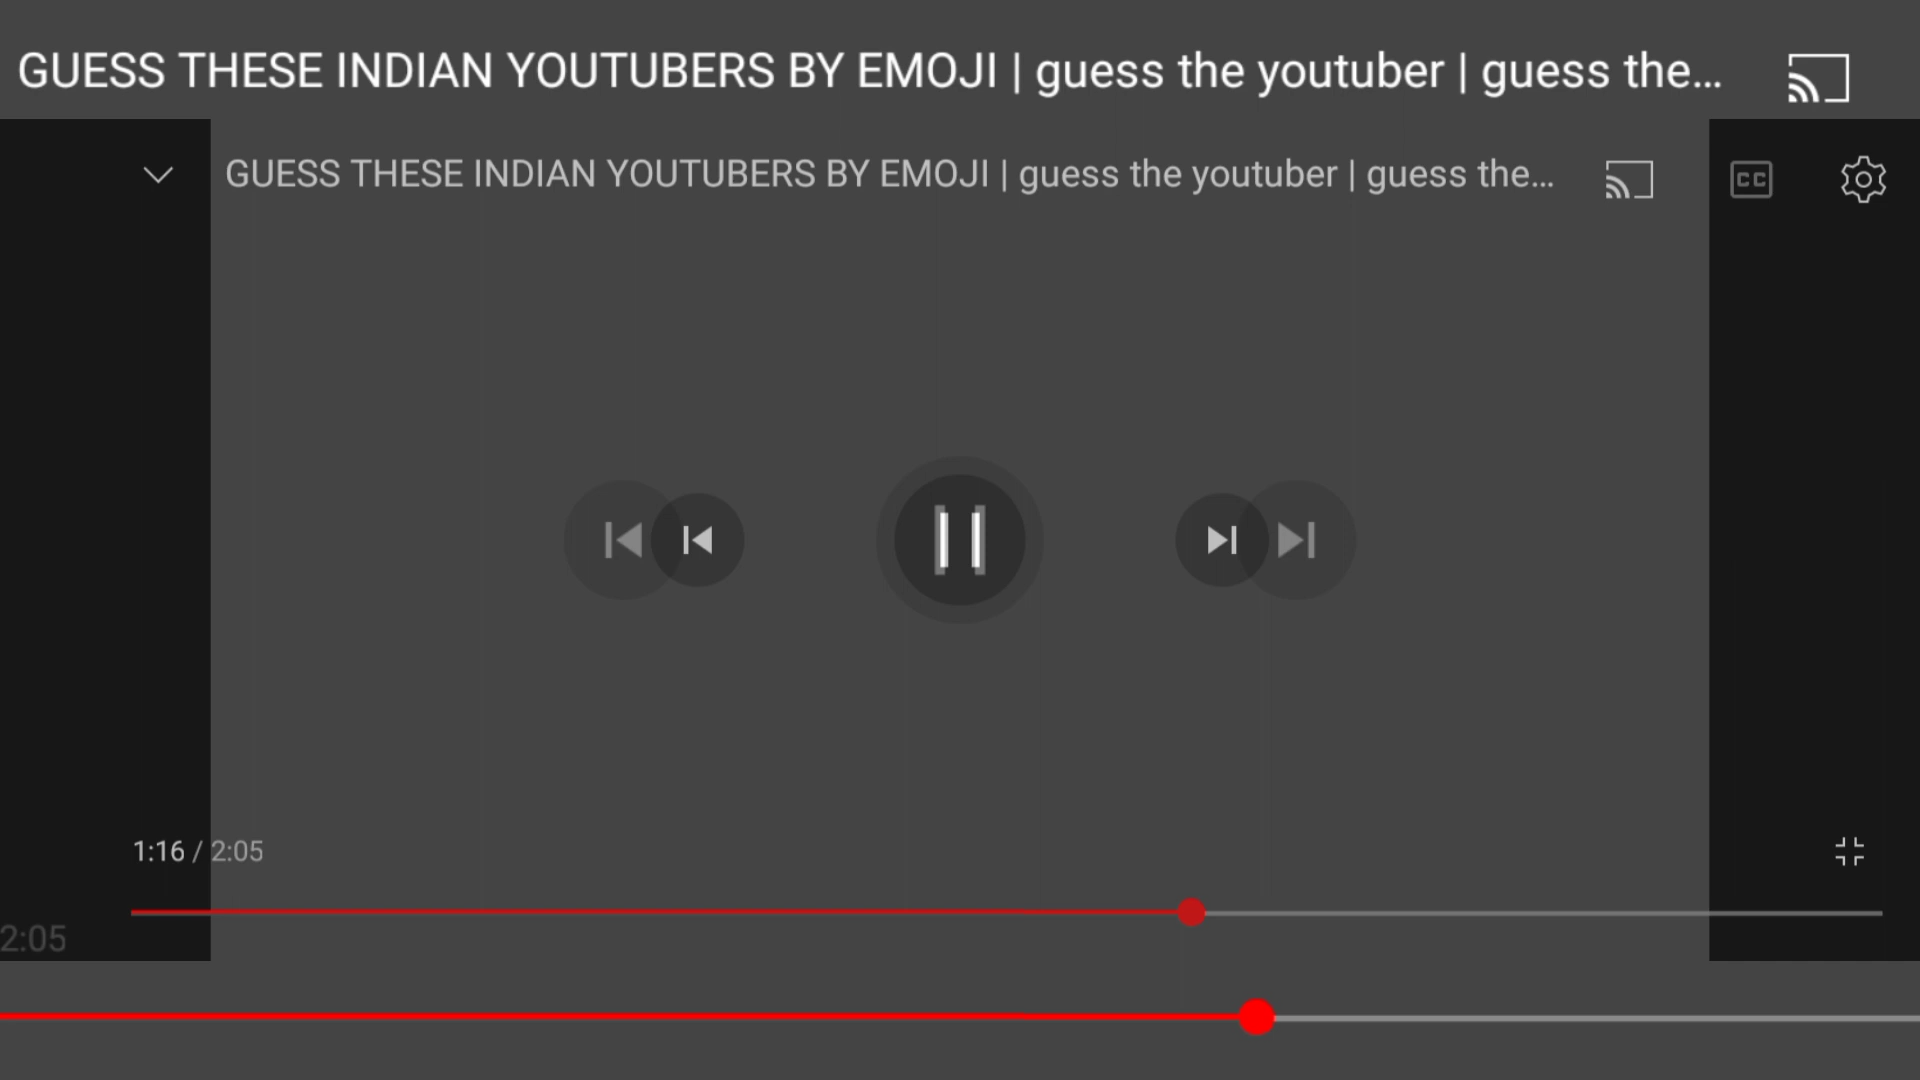 GUESS THESE INDIAN YOUTUBERS BY EMOJI | guess the youtuber | guess the...
GUESS THESE INDIAN YOUTUBERS BY EMOJI | guess the youtuber | guess the...
CC
1:16 / 2:05
2:05